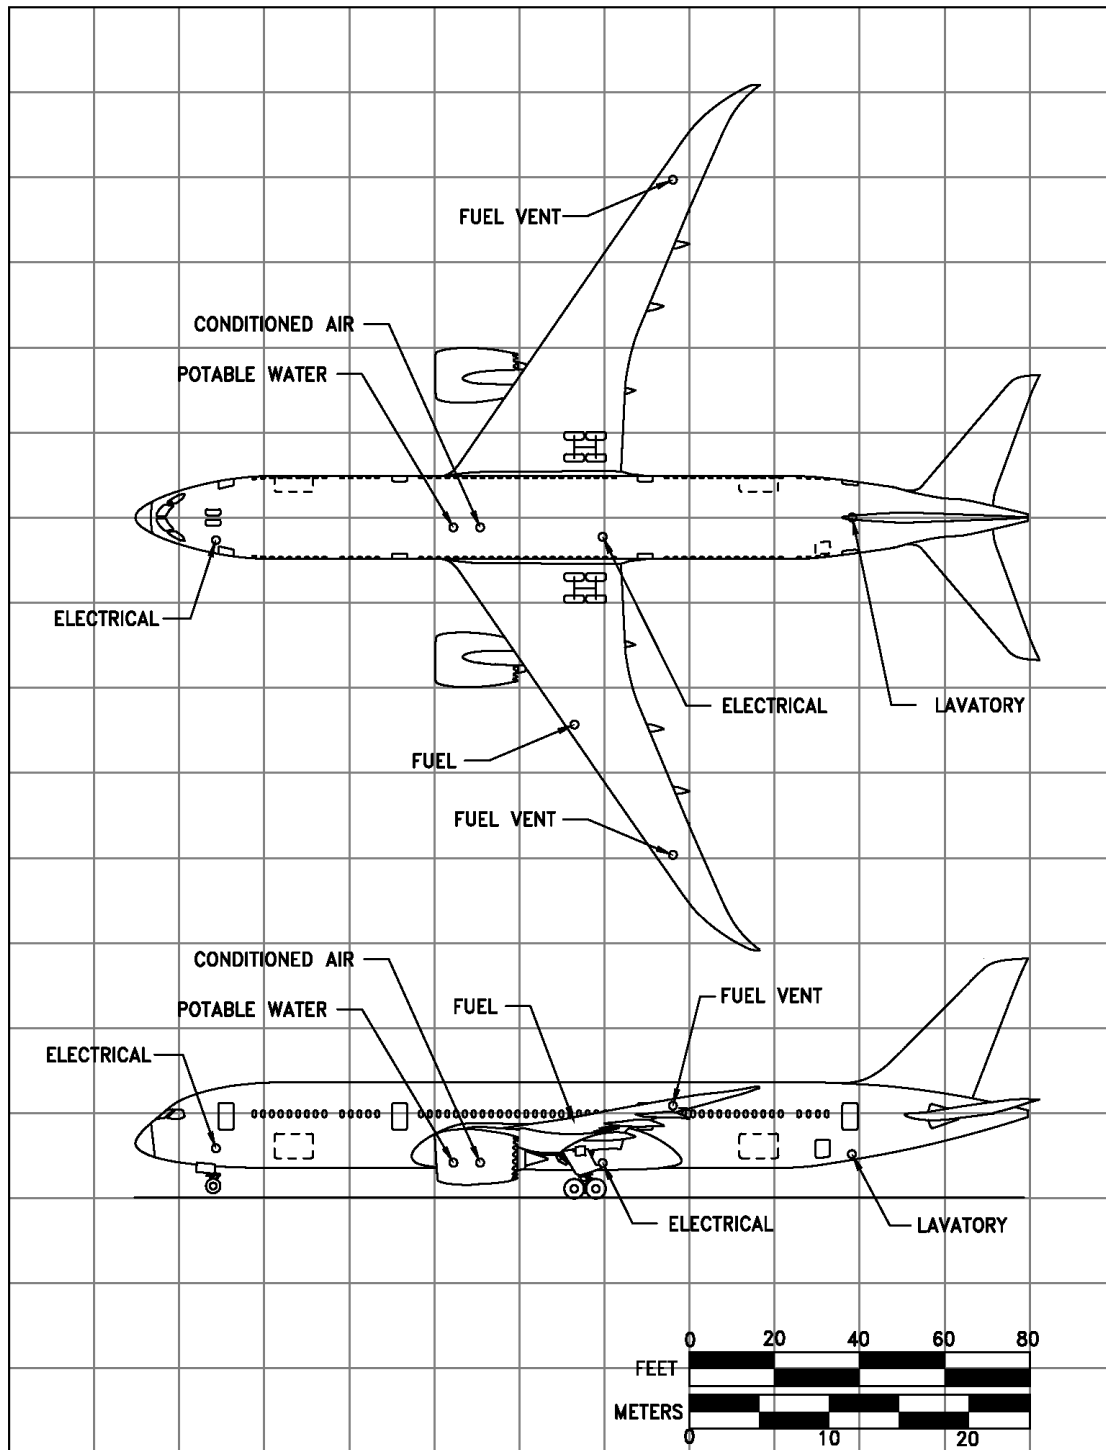 FUEL VENT
CONDITIONED AIR
POTABLE WATER
ELECTRICAL
ELECTRICAL
LAVATORY
FUEL
FUEL VENT
CONDITIONED AIR
FUEL VENT
FUEL
POTABLE WATER
ELECTRICAL
ELECTRICAL
LAVATORY
0 20 40 60 80
FEET
METERS
0 10 20